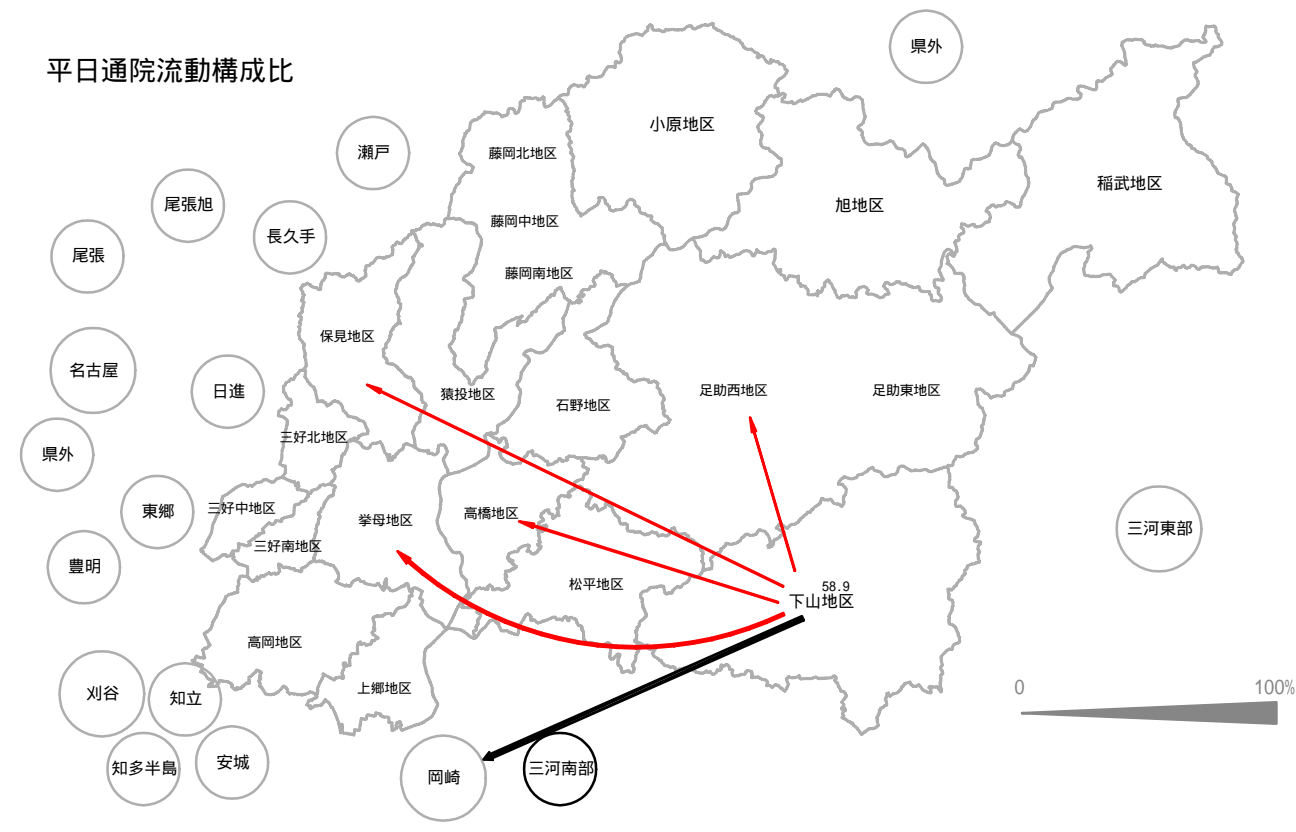 平日通院流動構成比
県外
小原地区
瀬戸
藤岡北地区
稲武地区
尾張旭
旭地区
藤岡中地区
長久手
尾張
藤岡南地区
保見地区
名古屋
日進
猿投地区
石野地区
足助西地区
足助東地区
三好北地区
県外
三好中地区
東郷
挙母地区
高橋地区
三河東部
三好南地区
豊明
松平地区
58.9
下山地区
高岡地区
上郷地区
刈谷
知立
0
100%
知多半島
安城
岡崎
三河南部